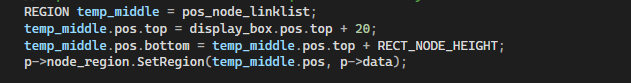 REGION temp_middle = pos_node_linklist;
temp_middle.pos.top = display_box.pos.top + 20;
temp_middle.pos.bottom = temp_middle.pos.top + RECT_NODE_HEIGHT;
p->node_region.SetRegion(temp_middle.pos, p->data);